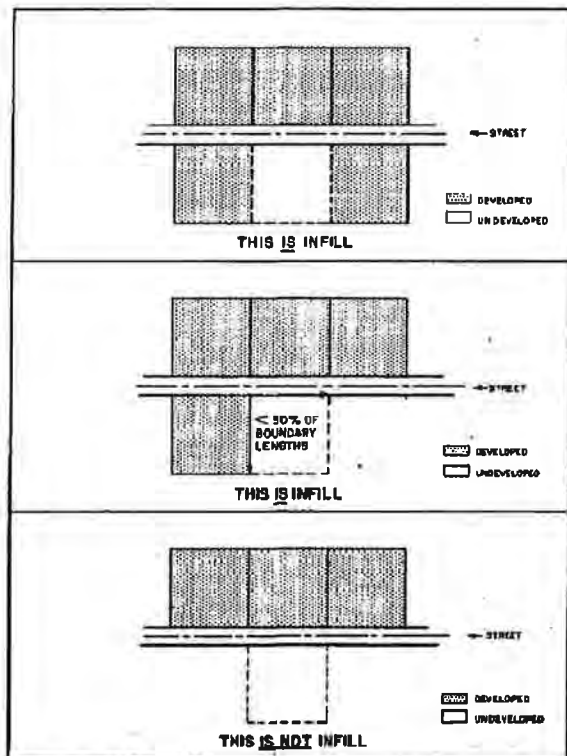 ← STREET
DEVELOPED
UNDEVELOPED
THIS IS INFILL
← STREET
< 50% OF
BOUNDARY
LENGTHS
DEVELOPED
UNDEVELOPED
THIS IS INFILL
← STREET
DEVELOPED
UNDEVELOPED
THIS IS NOT INFILL